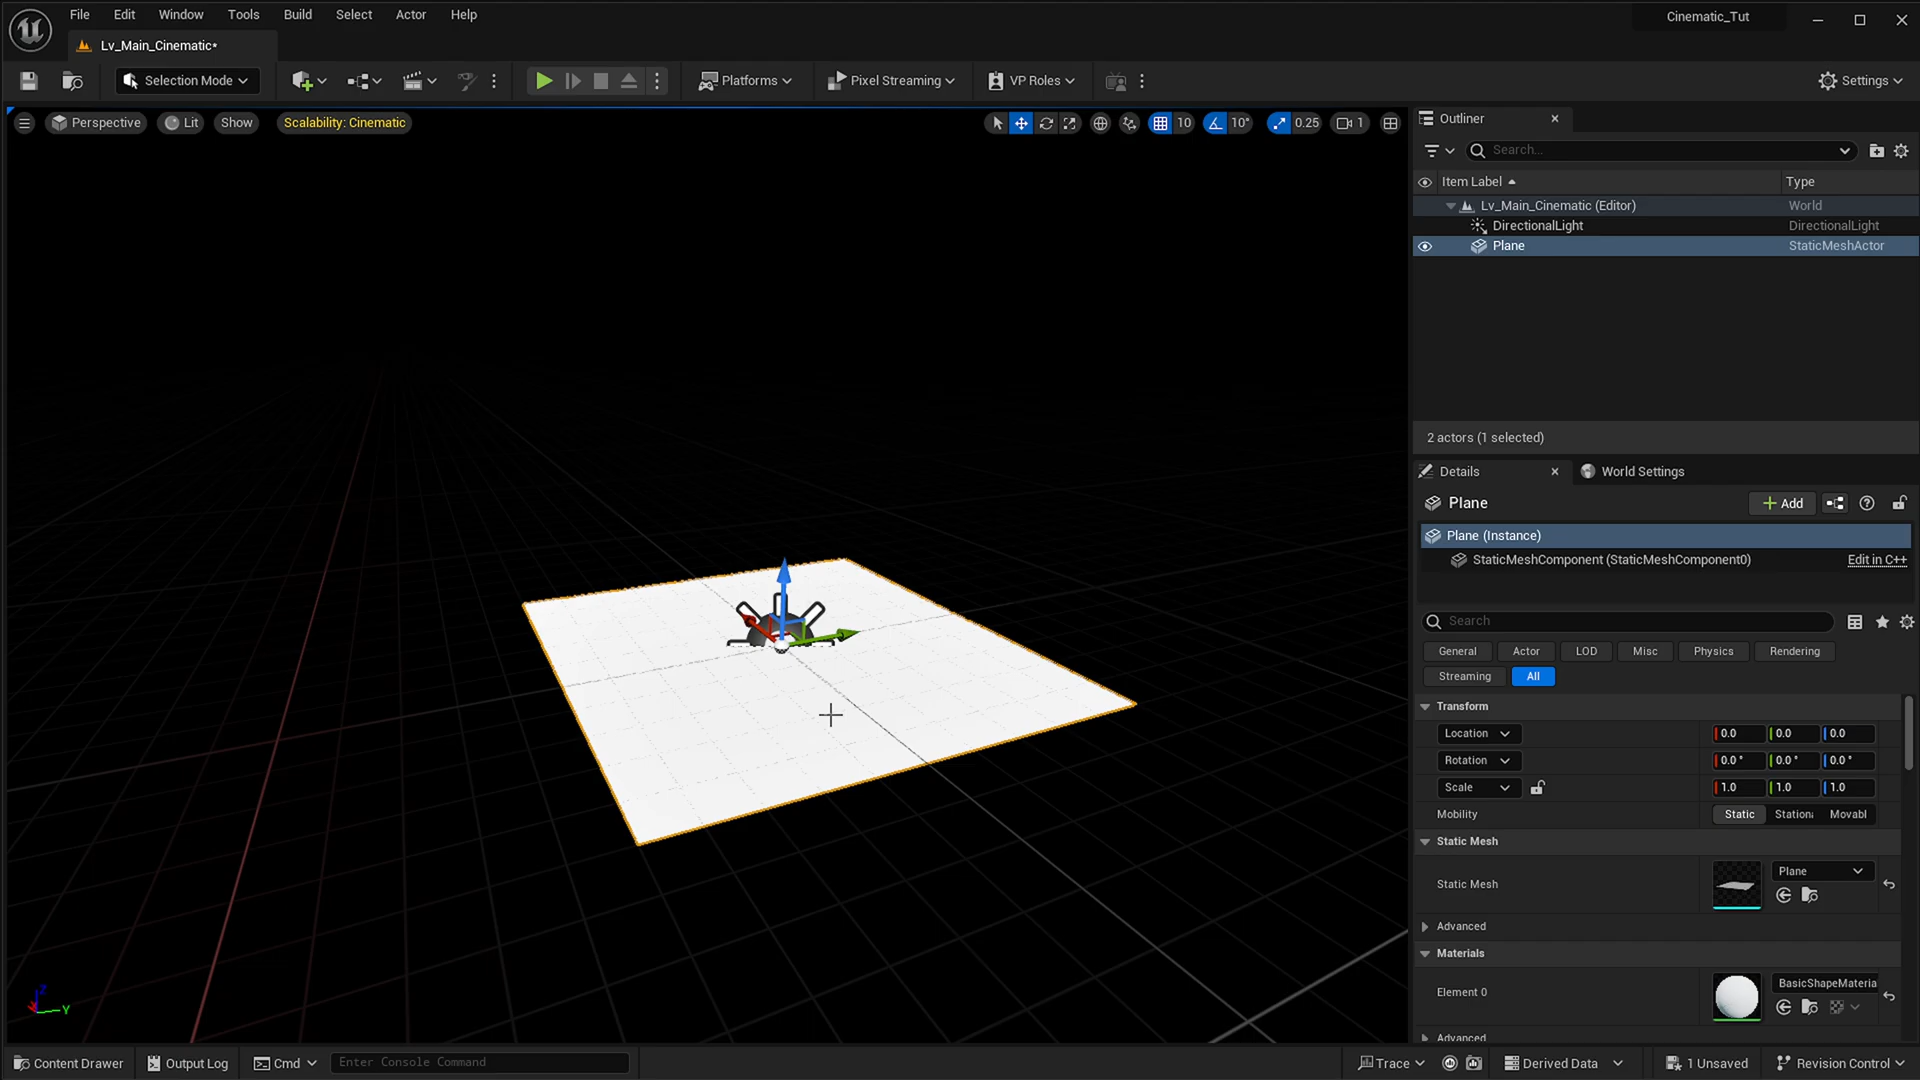 File Edit Window Tools Build Select Actor Help
Cinematic_Tut
Lv_Main_Cinematic*
Selection Mode
Platforms
Pixel Streaming
VP Roles
Settings
Perspective
Lit
Show
Scalability: Cinematic
10
10°
0.25
1
Outliner
Search...
Item Label
Type
Lv_Main_Cinematic (Editor)
World
DirectionalLight
DirectionalLight
Plane
StaticMeshActor
2 actors (1 selected)
Details
World Settings
Plane
Add
Plane (Instance)
StaticMeshComponent (StaticMeshComponent0)
Edit in C++
Search
General
Actor
LOD
Misc
Physics
Rendering
Streaming
All
Transform
Location
0.0 0.0 0.0
Rotation
0.0 ° 0.0 ° 0.0 °
Scale
1.0 1.0 1.0
Mobility
Static
Station
Movabl
Static Mesh
Static Mesh
Plane
Advanced
Materials
Element 0
BasicShapeMateria
Advanced
Z
X
Y
Content Drawer
Output Log
Cmd
Enter Console Command
Trace
Derived Data
1 Unsaved
Revision Control